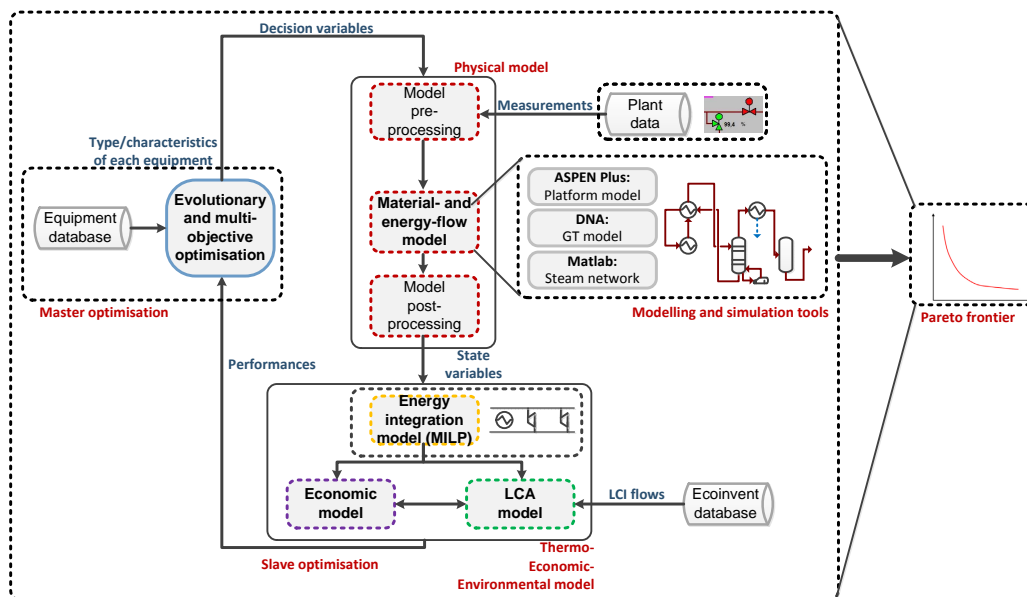 Decision variables
Physical model
Model
pre-
processing
Measurements
Plant
data
99,4 %
Type/characteristics
of each equipment
Equipment
database
Evolutionary
and multi-
objective
optimisation
Master optimisation
Material- and
energy-flow
model
ASPEN Plus:
Platform model
DNA:
GT model
Matlab:
Steam network
Modelling and simulation tools
Pareto frontier
Model
post-
processing
Performances
State
variables
Energy
integration
model (MILP)
Economic
model
LCA
model
LCI flows
Ecoinvent
database
Slave optimisation
Thermo-
Economic-
Environmental model